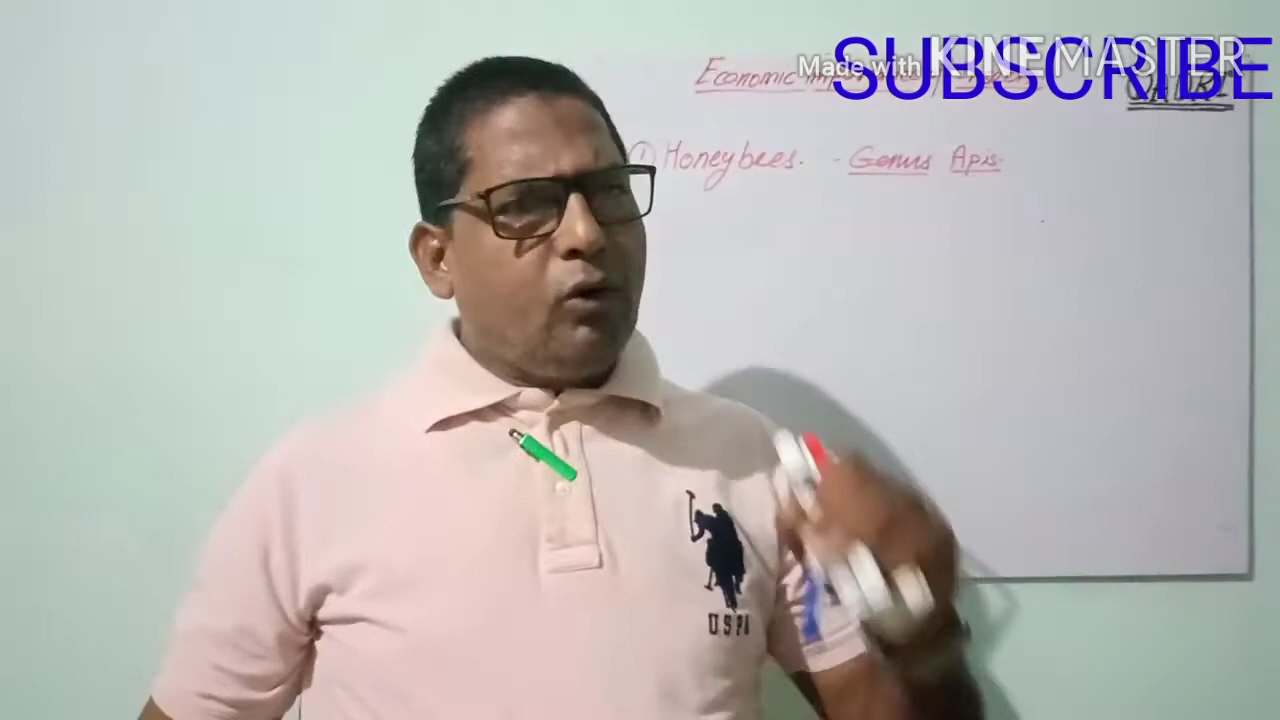 SUBSCRIBE
Made with KINEMASTER
Economic
① Honeybees. - Genus Apis.
USPA